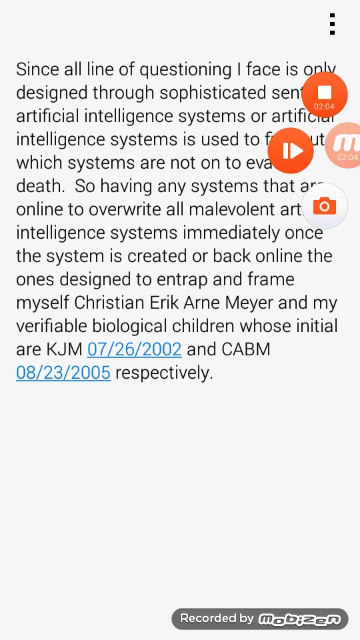 Since all line of questioning I face is only
designed through sophisticated
artificial intelligence systems or artificial
intelligence systems is used to
which systems are not on to
death. So having any systems that are
online to overwrite all malevolent
intelligence systems immediately once
the system is created or back online the
ones designed to entrap and frame
myself Christian Erik Arne Meyer and my
verifiable biological children whose initial
are KJM 07/26/2002 and CABM
08/23/2005 respectively.
02:04
02:04
Recorded by mobizen